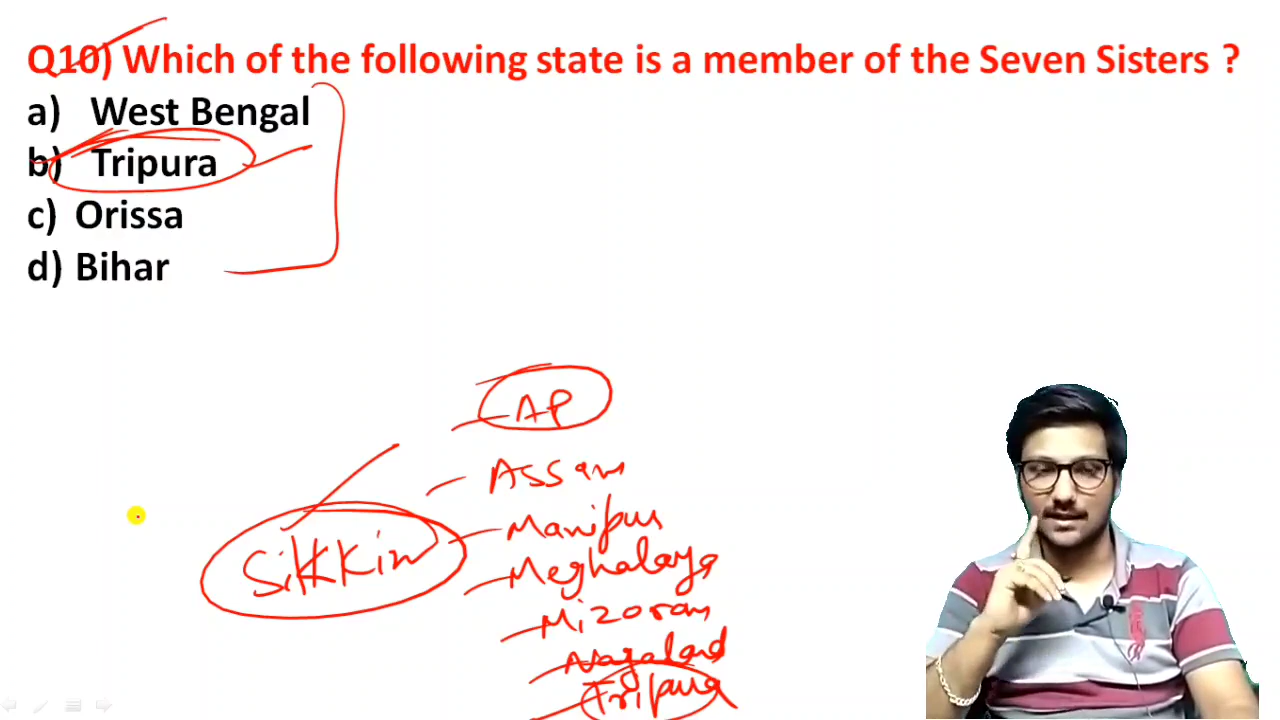 Q10) Which of the following state is a member of the Seven Sisters ?
a) West Bengal
b) Tripura
c) Orissa
d) Bihar
AP
Assam
Manipur
Sikkim
Meghalaya
Mizoram
Nagaland
Tripura